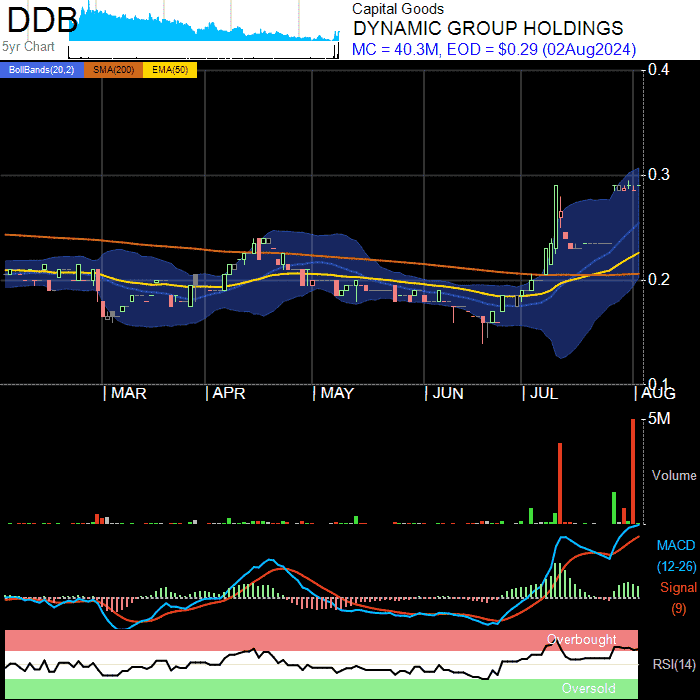 DDB
5yr Chart
Capital Goods
DYNAMIC GROUP HOLDINGS
MC = 40.3M, EOD = $0.29 (02Aug2024)
BollBands(20,2) SMA(200) EMA(50)
0.4
0.3
0.2
0.1
MAR APR MAY JUN JUL AUG
5M
Volume
MACD
(12-26)
Signal
(9)
Overbought
RSI(14)
Oversold